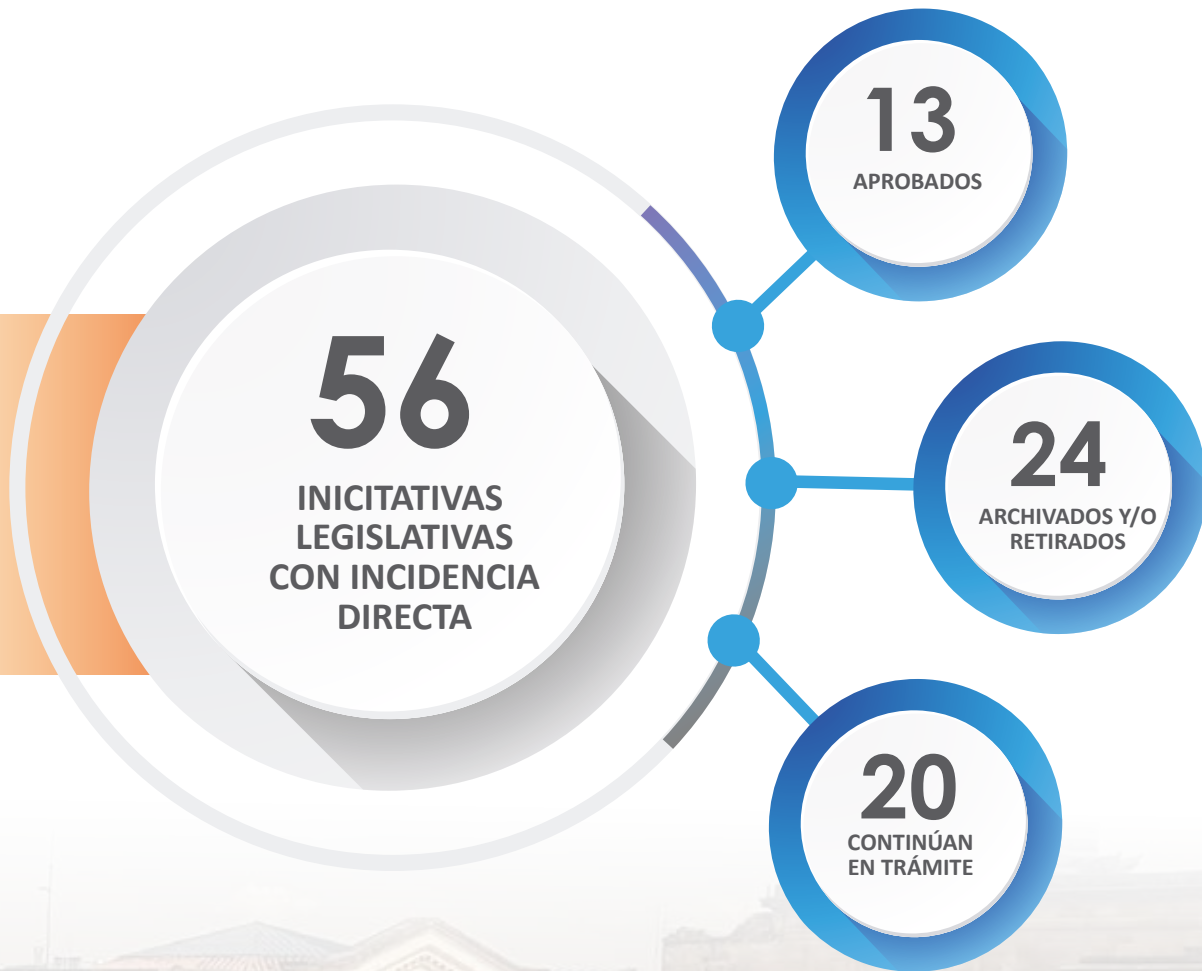 56
INICITATIVAS
LEGISLATIVAS
CON INCIDENCIA
DIRECTA
13
APROBADOS
24
ARCHIVADOS Y/O
RETIRADOS
20
CONTINÚAN
EN TRÁMITE